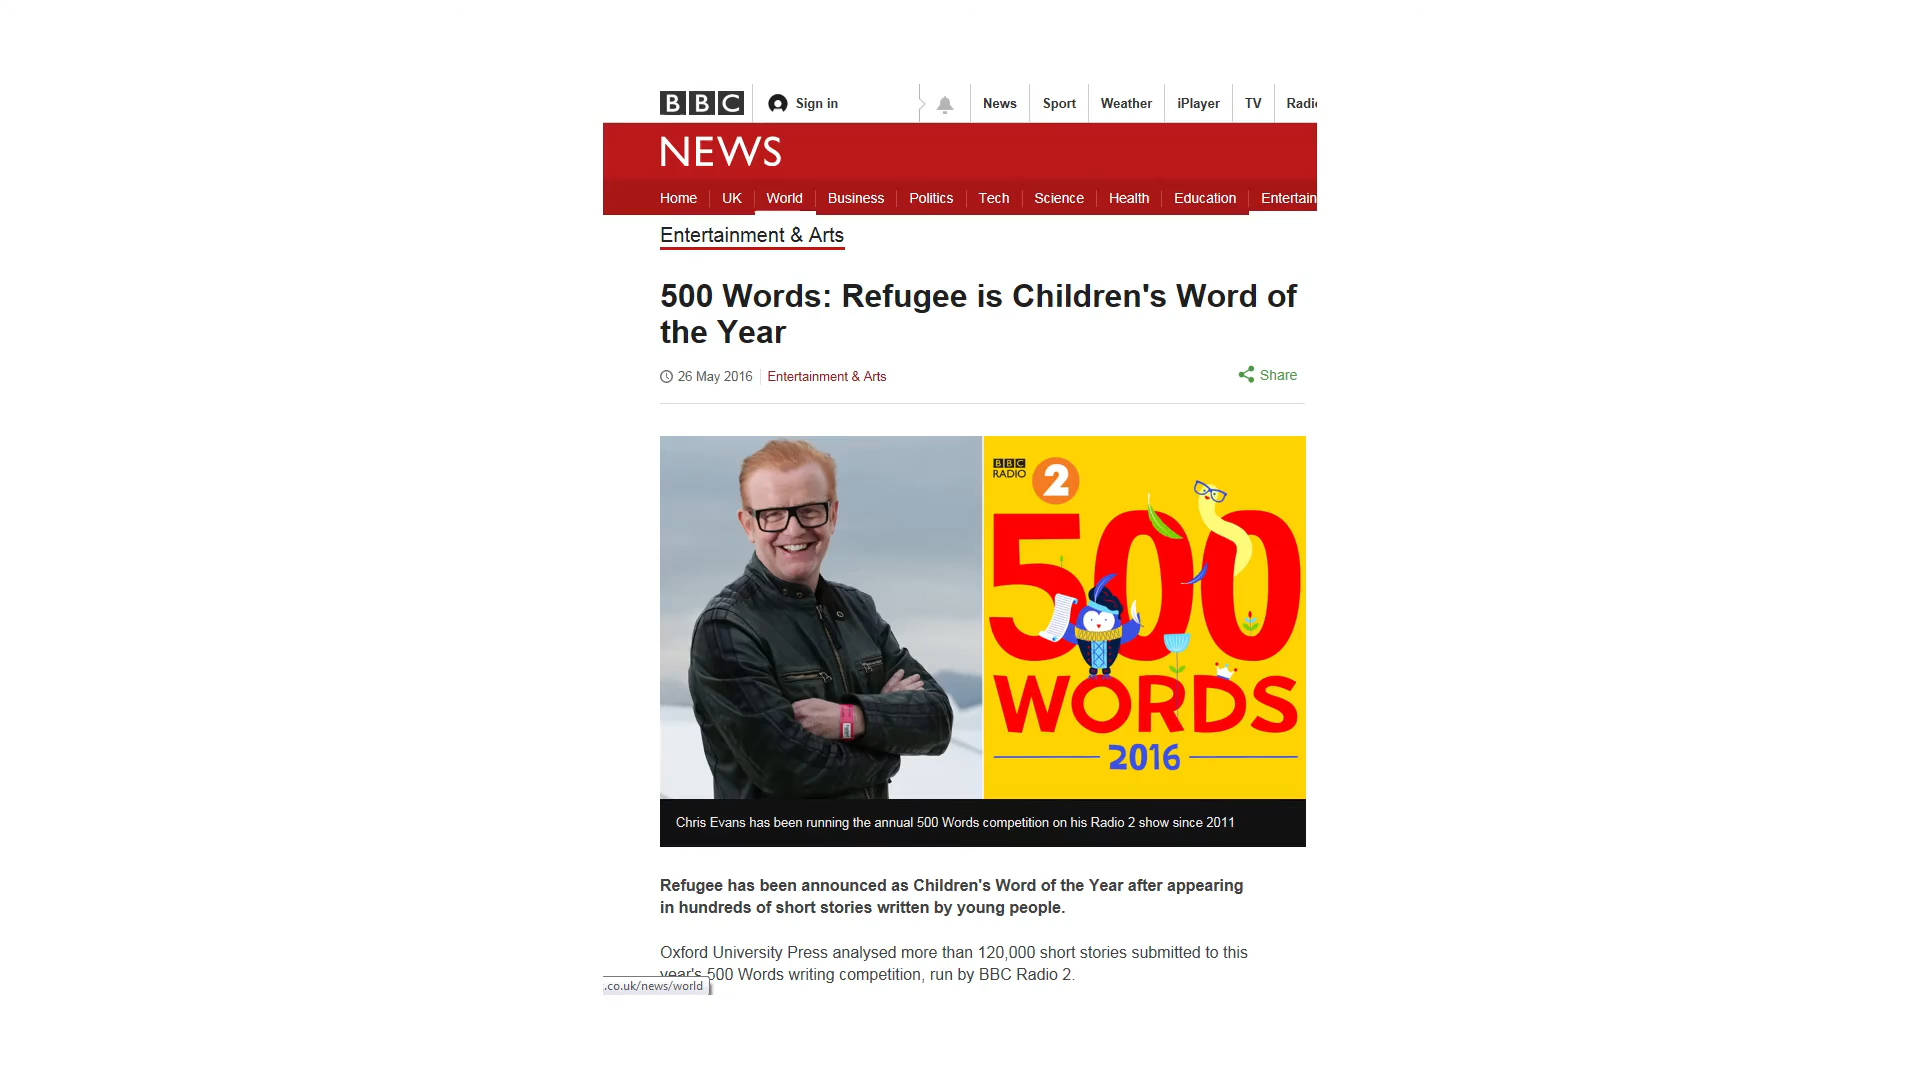 BBC Sign in News Sport Weather iPlayer TV
NEWS
Home UK World Business Politics Tech Science Health Education Entertain
Entertainment & Arts
500 Words: Refugee is Children's Word of
the Year
26 May 2016 Entertainment & Arts Share
BBC
RADIO
2
500
WORDS
2016
Chris Evans has been running the annual 500 Words competition on his Radio 2 show since 2011
Refugee has been announced as Children's Word of the Year after appearing
in hundreds of short stories written by young people.
Oxford University Press analysed more than 120,000 short stories submitted to this
year's 500 Words writing competition, run by BBC Radio 2.
.co.uk/news/world